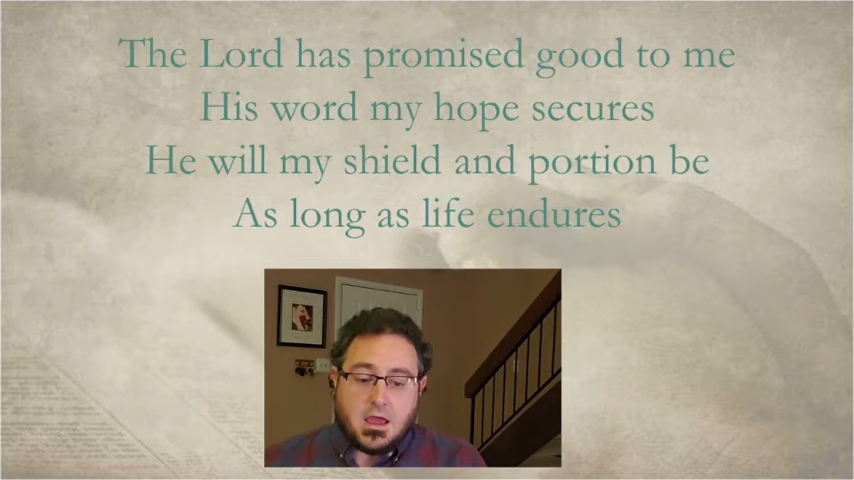 The Lord has promised good to me
His word my hope secures
He will my shield and portion be
As long as life endures